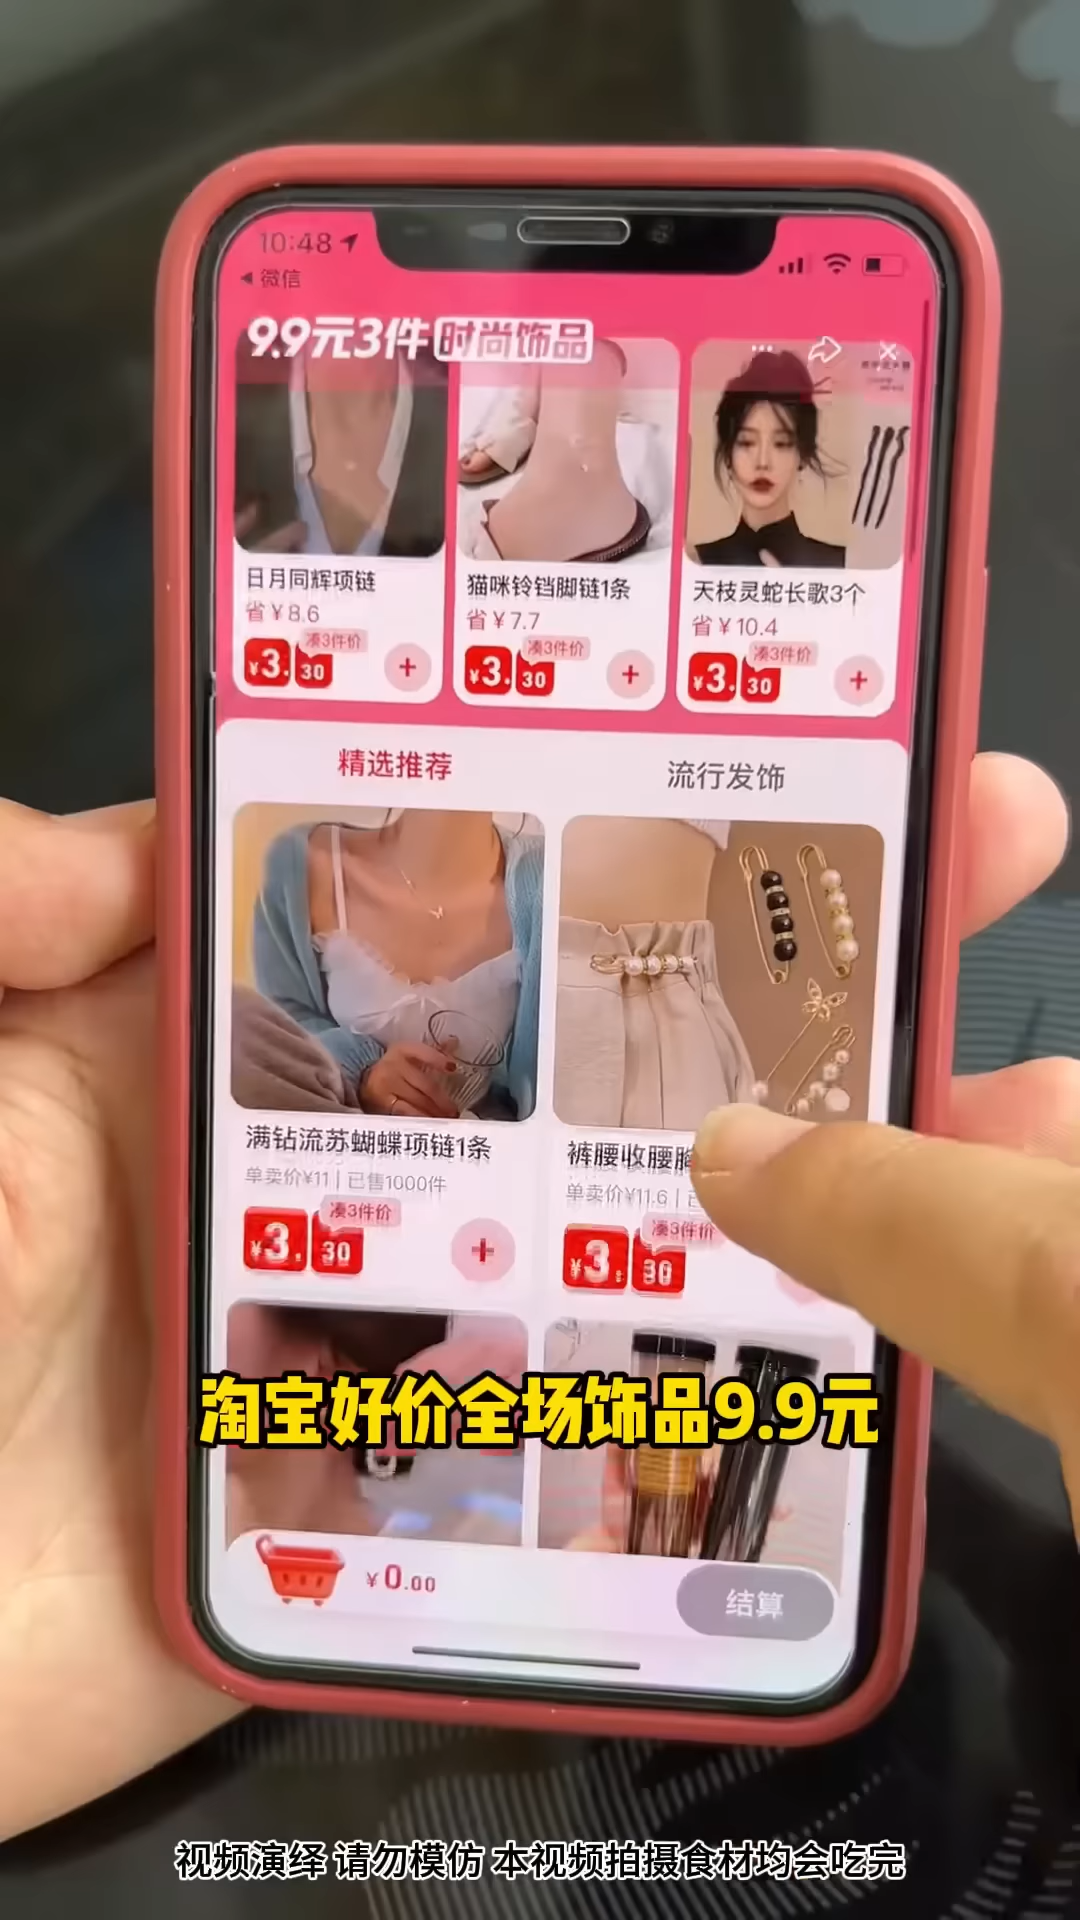 10:48
微信
9.9元3件 时尚饰品
日月同辉项链
省¥8.6
凑3件价
¥3.30
+
猫咪铃铛脚链1条
省¥7.7
凑3件价
¥3.30
+
天枝灵蛇长歌3个
省¥10.4
凑3件价
¥3.30
+
精选推荐
流行发饰
满钻流苏蝴蝶项链1条
单卖价¥11 | 已售1000件
凑3件价
¥3.30
+
裤腰收腰胸
单卖价¥11.6 | 已
凑3件价
¥3.30
淘宝好价全场饰品9.9元
¥0.00
结算
视频演绎 请勿模仿 本视频拍摄食材均会吃完